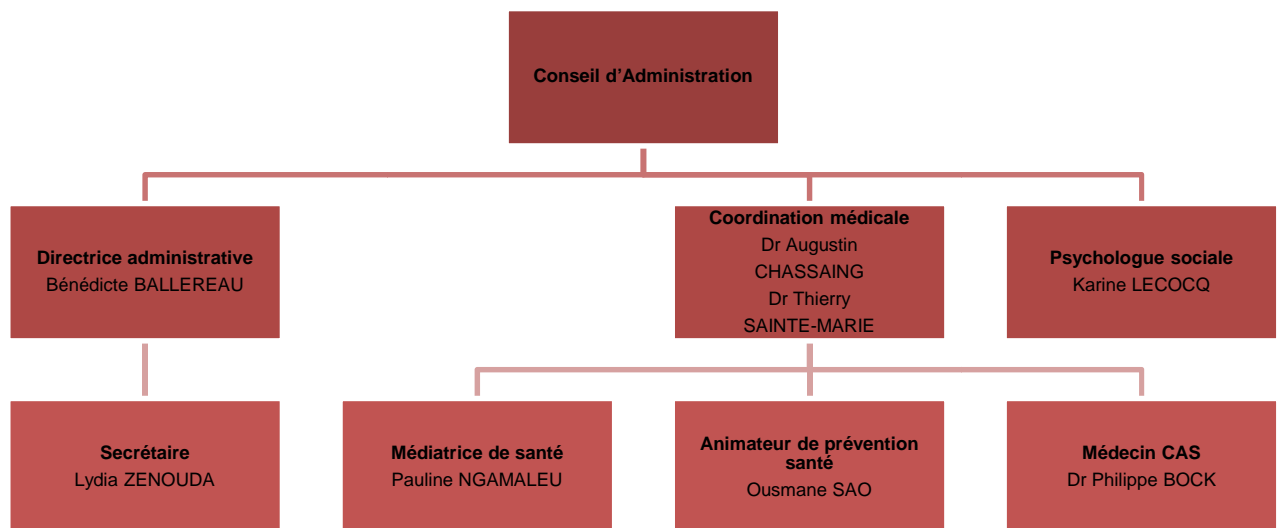 Conseil d'Administration
Directrice administrative
Bénédicte BALLEREAU
Coordination médicale
Dr Augustin
CHASSAING
Dr Thierry
SAINTE-MARIE
Psychologue sociale
Karine LECOCQ
Secrétaire
Lydia ZENOUDA
Médiatrice de santé
Pauline NGAMALEU
Animateur de prévention
santé
Ousmane SAO
Médecin CAS
Dr Philippe BOCK